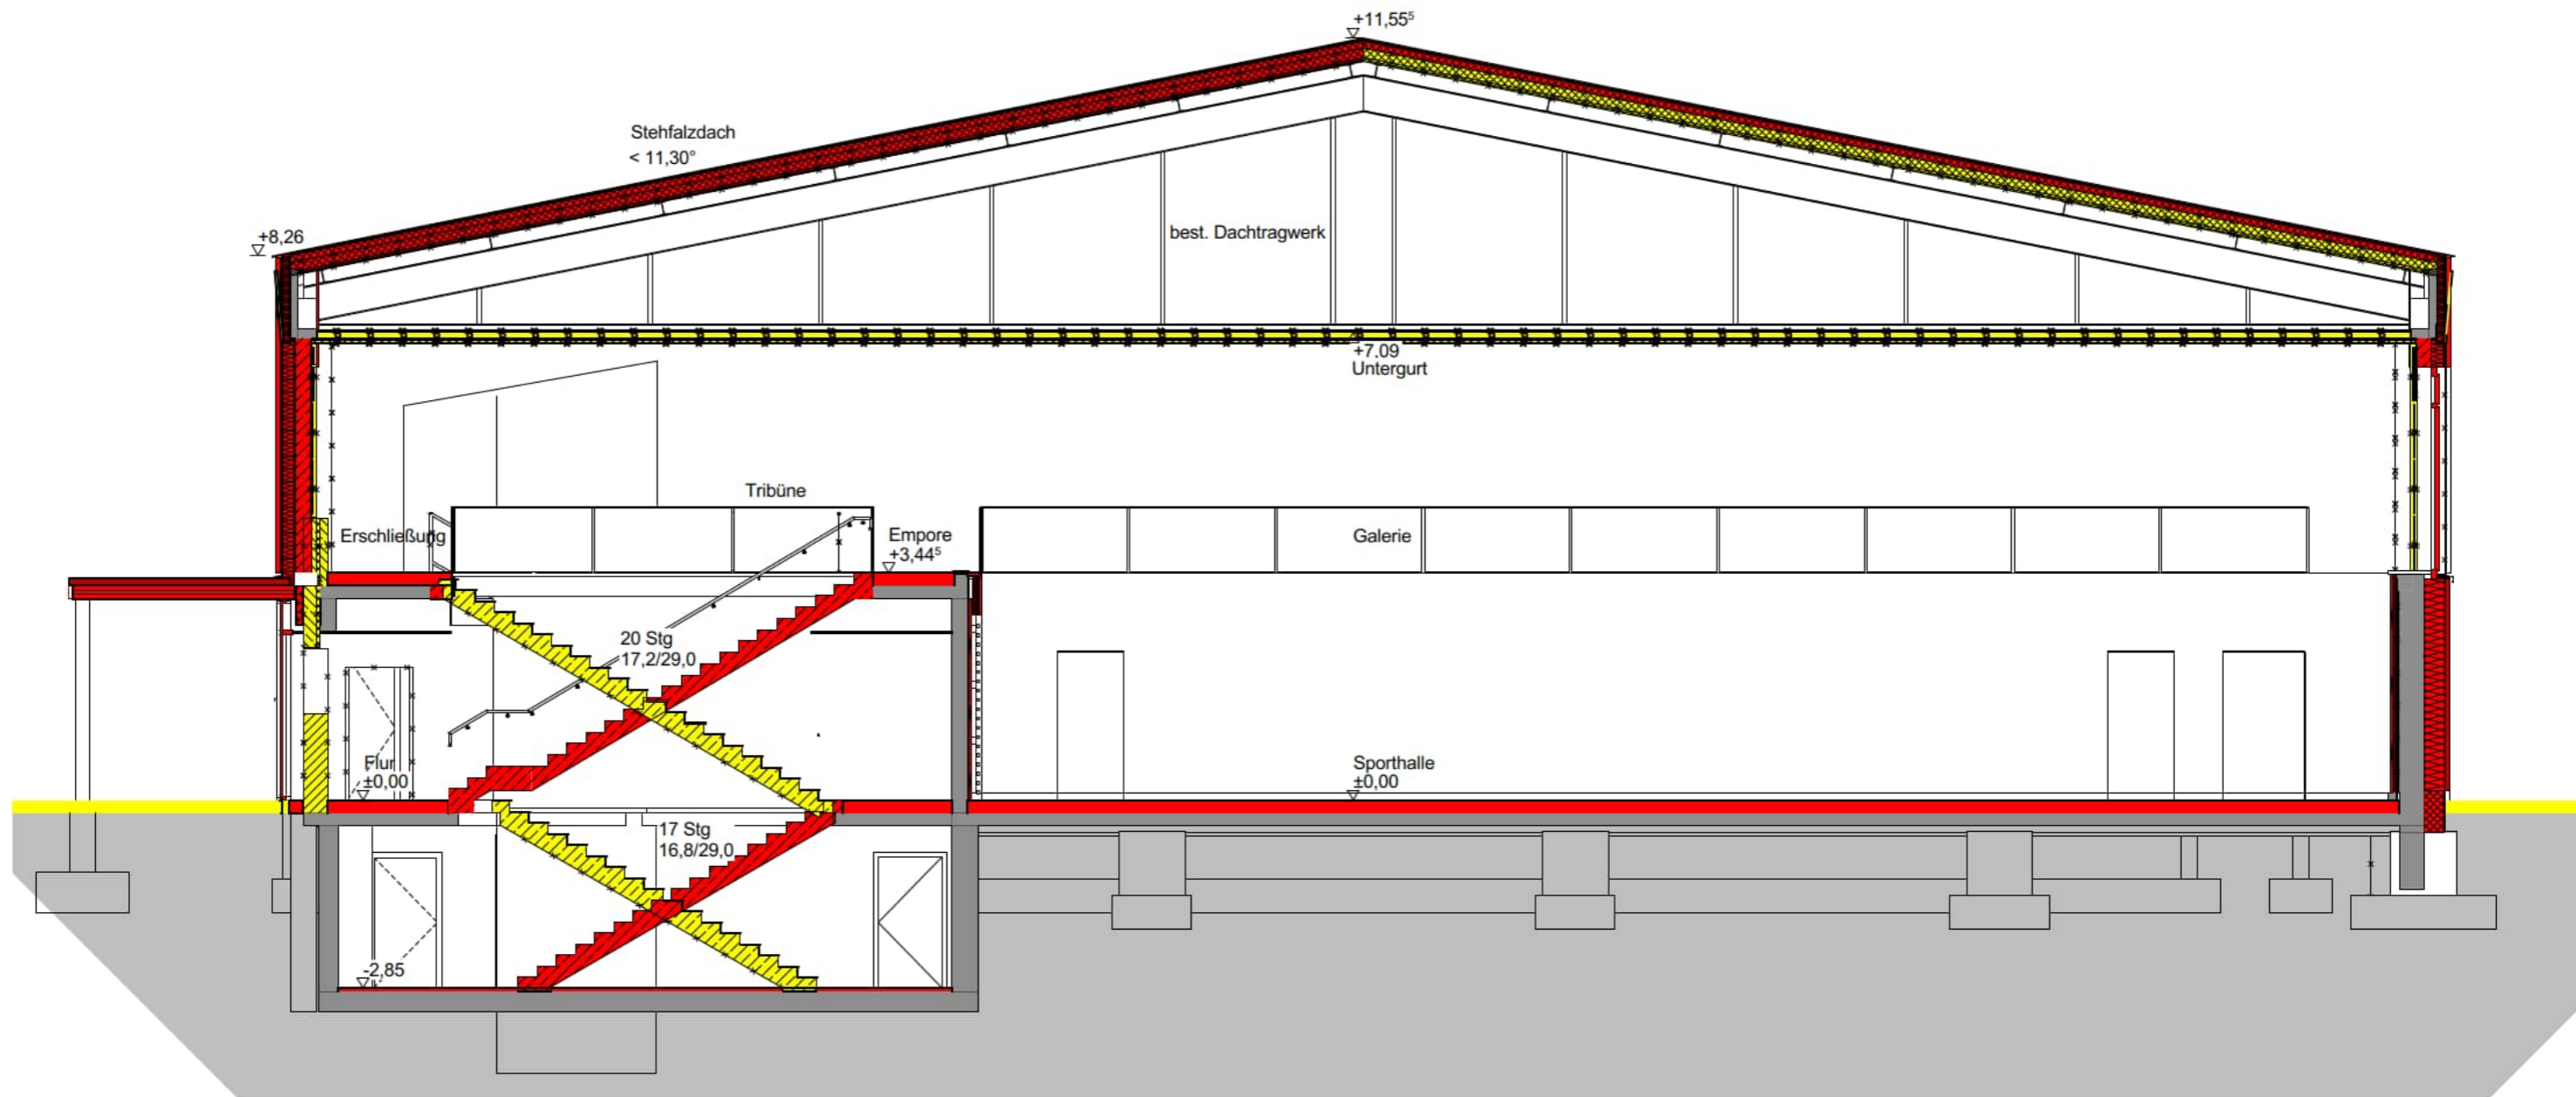 +11,55⁵
Stehfalzdach
< 11,30°
+8,26
best. Dachtragwerk
+7,09
Untergurt
Tribüne
Erschließung
Empore
+3,44⁵
Galerie
20 Stg
17,2/29,0
Flur
±0,00
Sporthalle
±0,00
17 Stg
16,8/29,0
-2,85